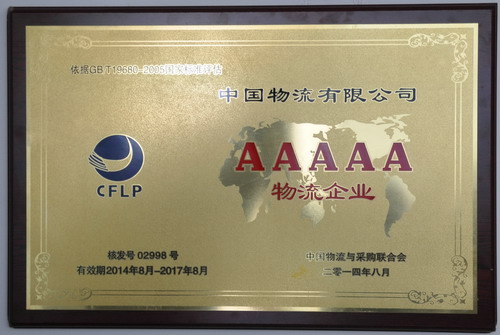 依据GB/T19680-2005国家标准评估
中国物流有限公司
AAAAA
物流企业
CFLP
核发号 02998 号
有效期2014年8月-2017年8月
中国物流与采购联合会
二零一四年八月